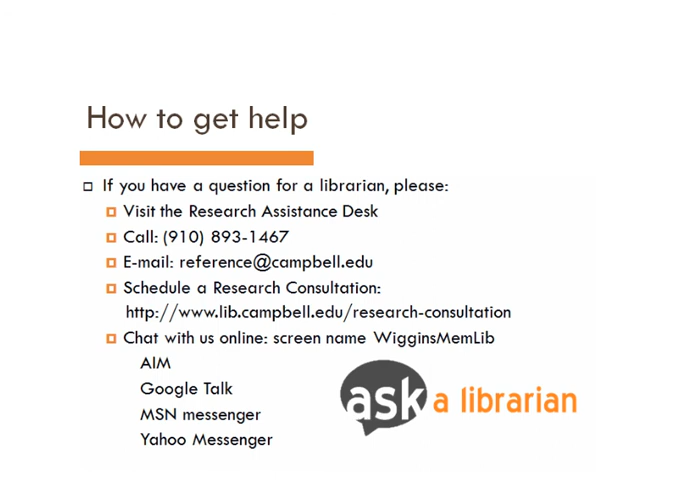 How to get help
If you have a question for a librarian, please:
Visit the Research Assistance Desk
Call: (910) 893-1467
E-mail: reference@campbell.edu
Schedule a Research Consultation:
http://www.lib.campbell.edu/research-consultation
Chat with us online: screen name WigginsMemLib
AIM
Google Talk
MSN messenger
Yahoo Messenger
ask a librarian